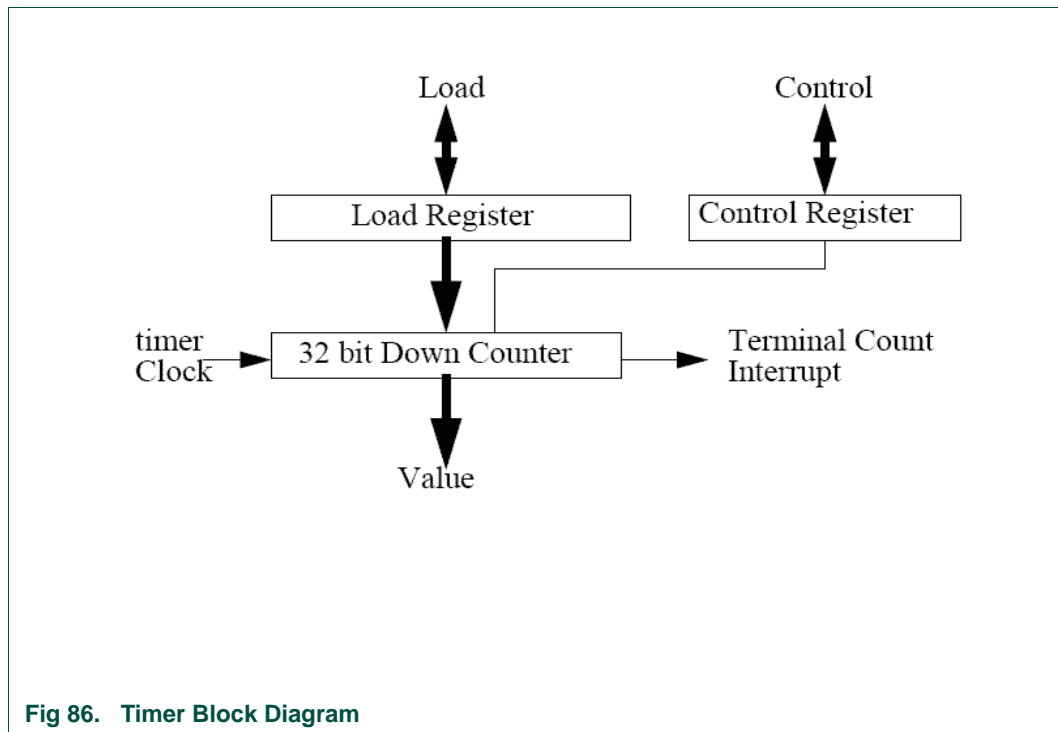 Load
Control
Load Register
Control Register
timer
Clock
32 bit Down Counter
Terminal Count
Interrupt
Value
Fig 86. Timer Block Diagram